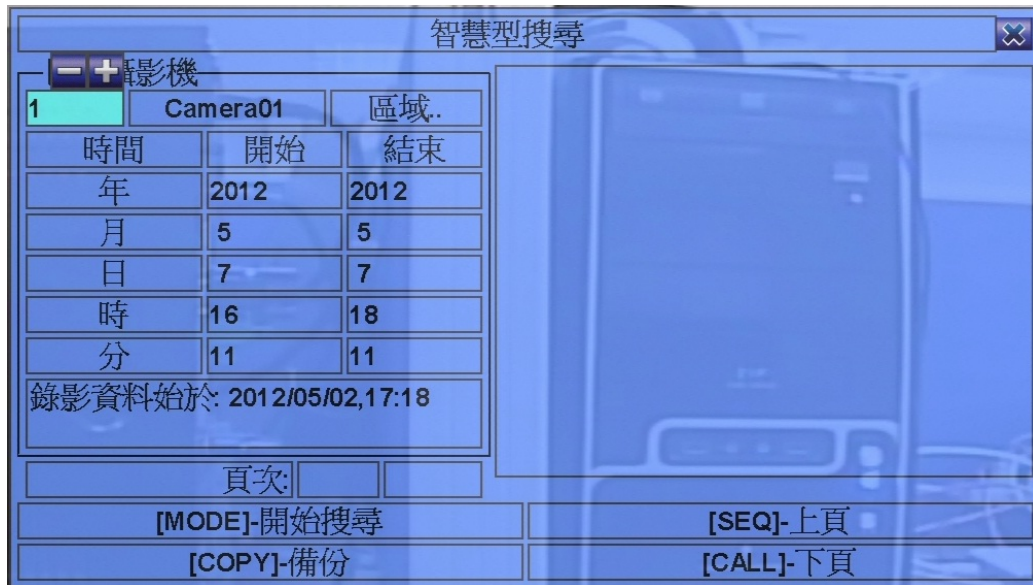 智慧型搜尋
攝影機
1 Camera01 區域..
時間 開始 結束
年 2012 2012
月 5 5
日 7 7
時 16 18
分 11 11
錄影資料始於: 2012/05/02,17:18
頁次:
[MODE]-開始搜尋 [SEQ]-上頁
[COPY]-備份 [CALL]-下頁